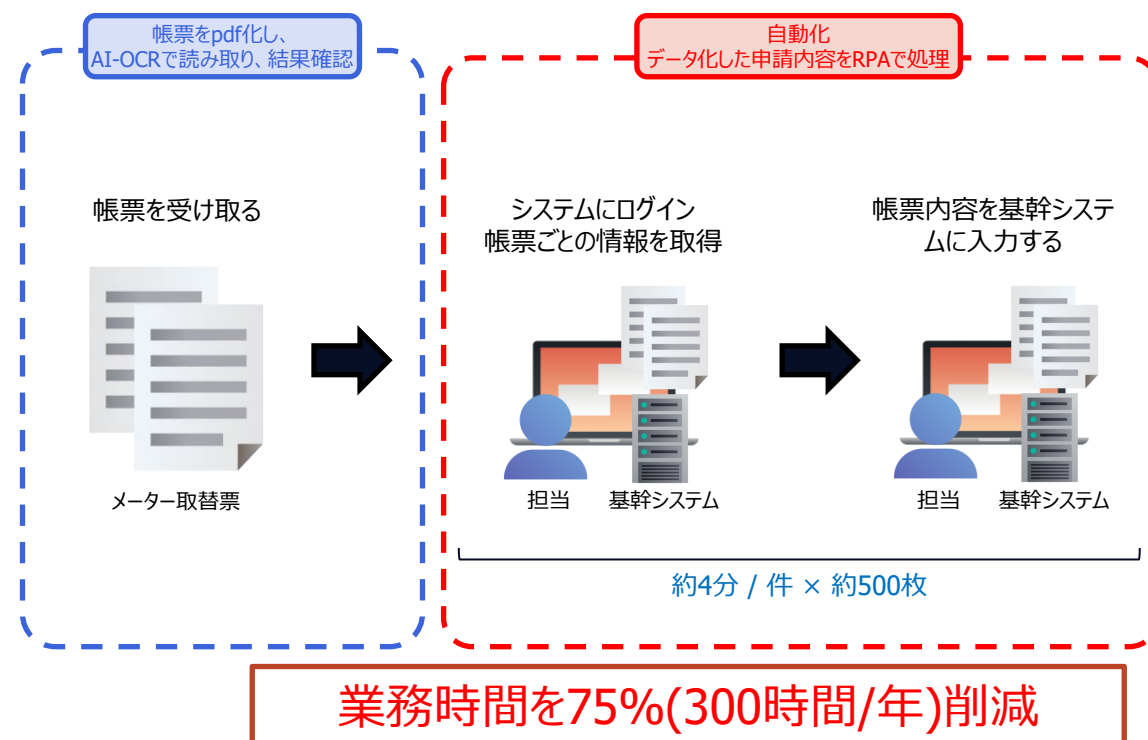 帳票をpdf化し、
AI-OCRで読み取り、結果確認
自動化
データ化した申請内容をRPAで処理
帳票を受け取る
メーター取替票
システムにログイン
帳票ごとの情報を取得
担当
基幹システム
帳票内容を基幹システ
ムに入力する
担当
基幹システム
約4分 / 件 × 約500枚
業務時間を75%(300時間/年)削減